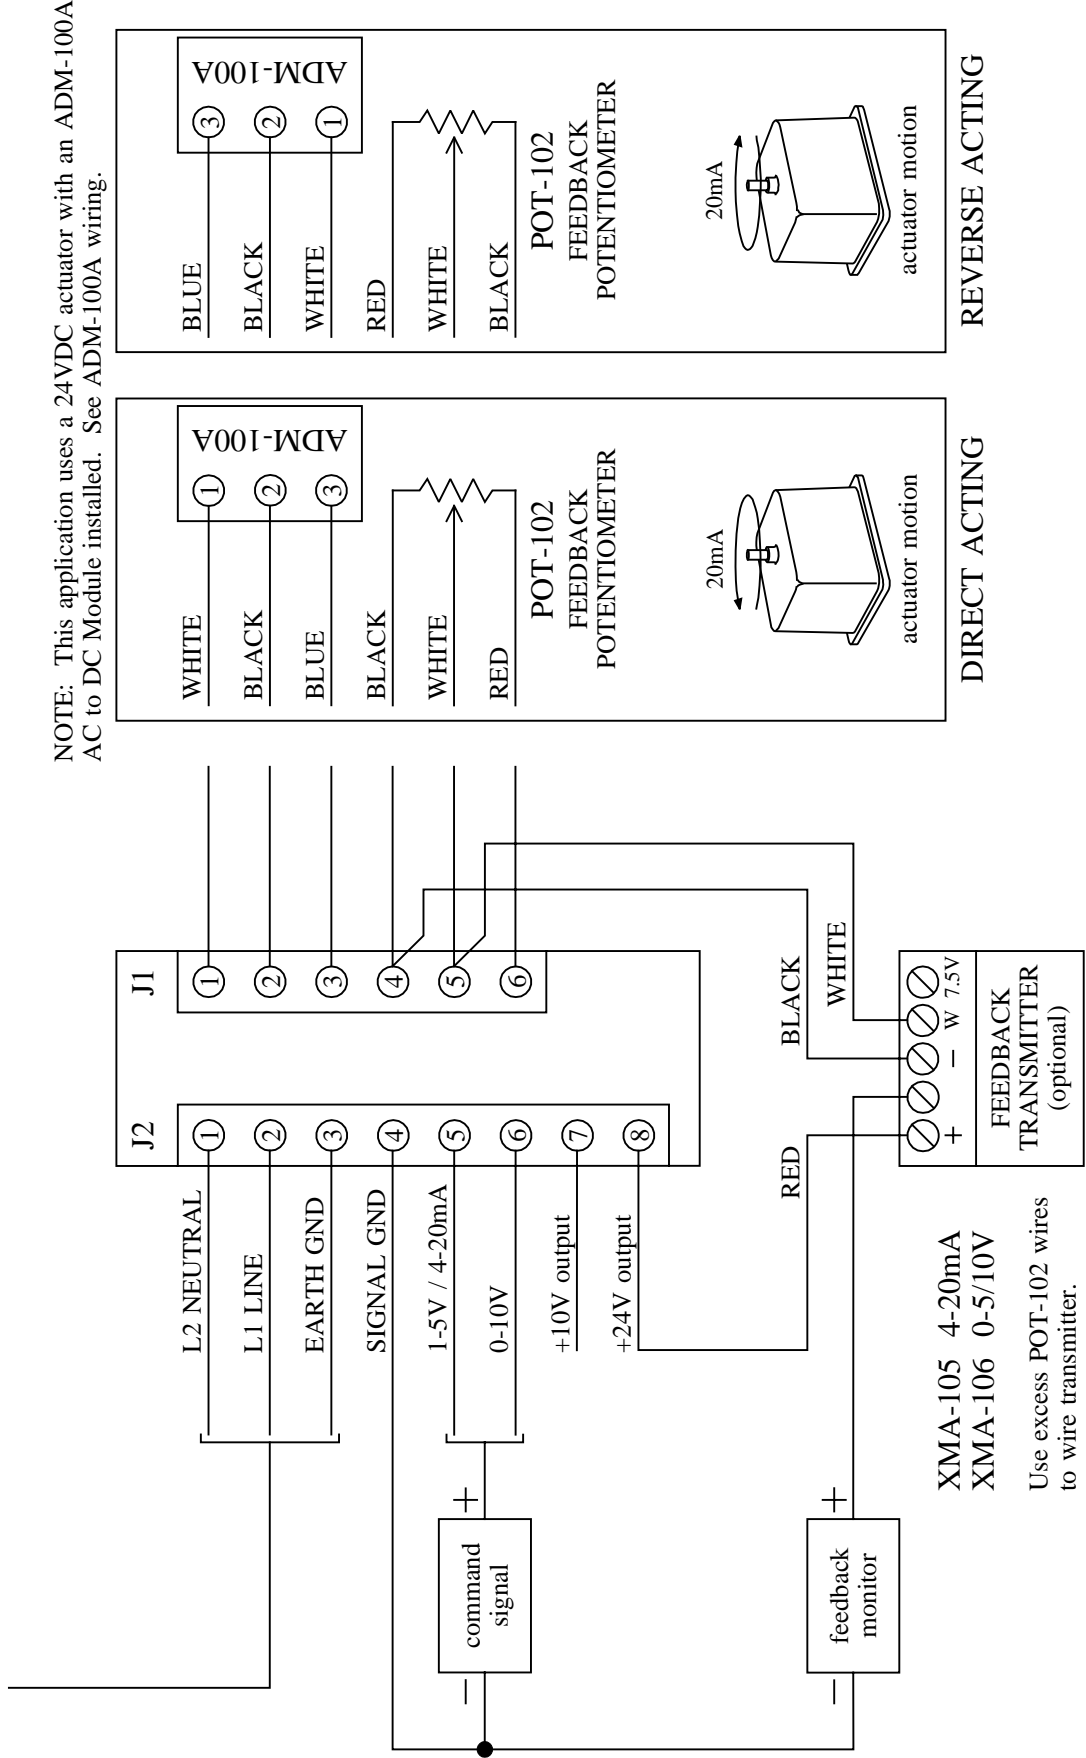 NOTE: This application uses a 24VDC actuator with an ADM-100A
AC to DC Module installed. See ADM-100A wiring.
J2
1
2
3
4
5
6
7
8
L2 NEUTRAL
L1 LINE
EARTH GND
SIGNAL GND
1-5V / 4-20mA
0-10V
+10V output
+24V output
J1
1
2
3
4
5
6
+
command
signal
−
+
feedback
monitor
−
RED
BLACK
WHITE
+
−
W
7.5V
FEEDBACK
TRANSMITTER
(optional)
XMA-105 4-20mA
XMA-106 0-5/10V
Use excess POT-102 wires
to wire transmitter.
WHITE
BLACK
BLUE
BLACK
WHITE
RED
1
2
3
ADM-100A
POT-102
FEEDBACK
POTENTIOMETER
20mA
actuator motion
DIRECT ACTING
BLUE
BLACK
WHITE
RED
WHITE
BLACK
3
2
1
ADM-100A
POT-102
FEEDBACK
POTENTIOMETER
20mA
actuator motion
REVERSE ACTING